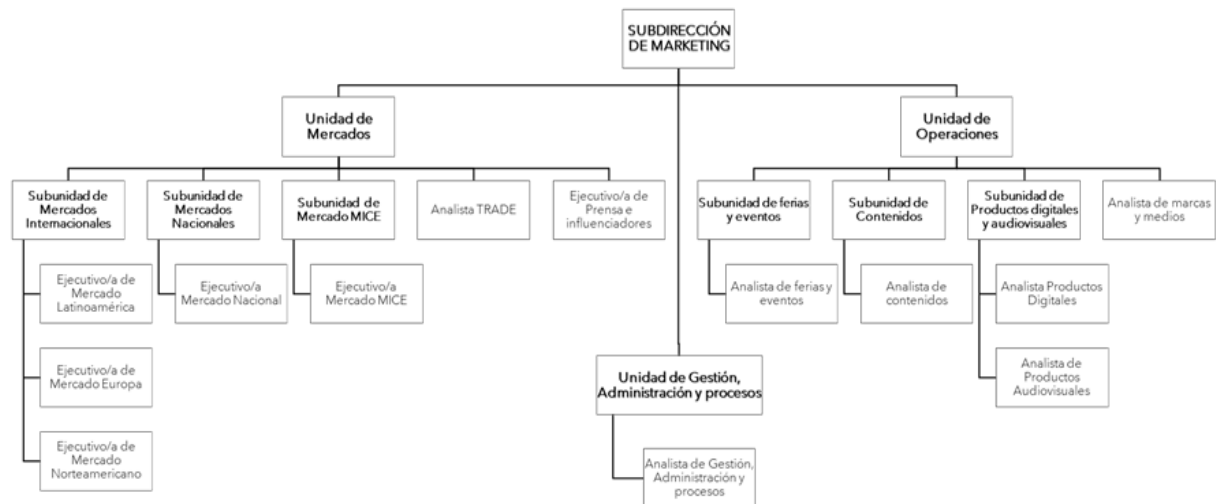 SUBDIRECCIÓN
DE MARKETING
Unidad de
Mercados
Unidad de
Operaciones
Subunidad de
Mercados
Internacionales
Subunidad de
Mercados
Nacionales
Subunidad de
Mercado MICE
Analista TRADE
Ejecutivo/a de
Prensa e
influenciadores
Subunidad de ferias
y eventos
Subunidad de
Contenidos
Subunidad de
Productos digitales
y audiovisuales
Analista de marcas
y medios
Ejecutivo/a de
Mercado
Latinoamérica
Ejecutivo/a
Mercado Nacional
Ejecutivo/a
Mercado MICE
Analista de ferias y
eventos
Analista de
contenidos
Analista Productos
Digitales
Ejecutivo/a de
Mercado Europa
Unidad de Gestión,
Administración y procesos
Analista de
Productos
Audiovisuales
Ejecutivo/a de
Mercado
Norteamericano
Analista de Gestión,
Administración y
procesos